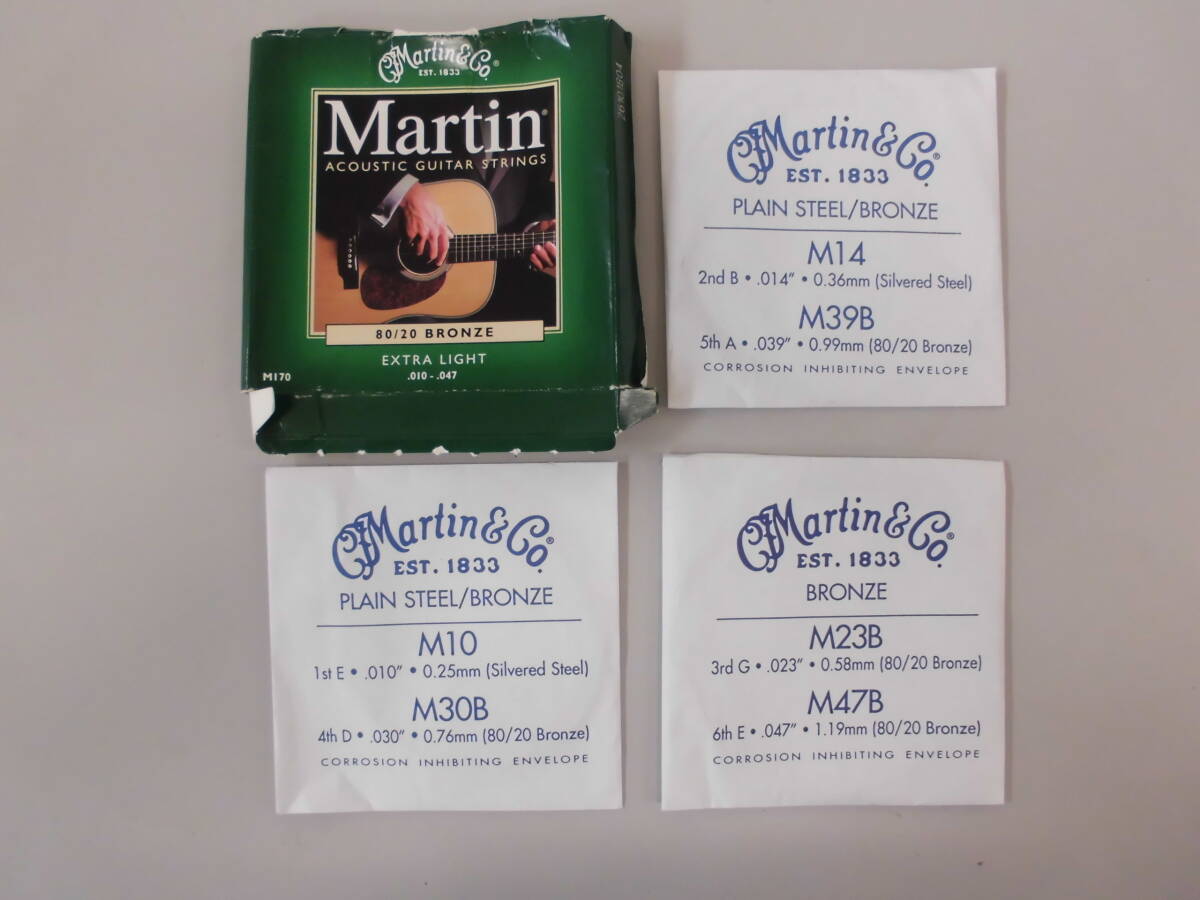 Martin & Co.®
EST. 1833
Martin®
ACOUSTIC GUITAR STRINGS
80/20 BRONZE
EXTRA LIGHT
.010 - .047
M170
Martin & Co.®
EST. 1833
PLAIN STEEL/BRONZE
M14
2nd B • .014” • 0.36mm (Silvered Steel)
M39B
5th A • .039” • 0.99mm (80/20 Bronze)
CORROSION INHIBITING ENVELOPE
Martin & Co.®
EST. 1833
PLAIN STEEL/BRONZE
M10
1st E • .010” • 0.25mm (Silvered Steel)
M30B
4th D • .030” • 0.76mm (80/20 Bronze)
CORROSION INHIBITING ENVELOPE
Martin & Co.®
EST. 1833
BRONZE
M23B
3rd G • .023” • 0.58mm (80/20 Bronze)
M47B
6th E • .047” • 1.19mm (80/20 Bronze)
CORROSION INHIBITING ENVELOPE